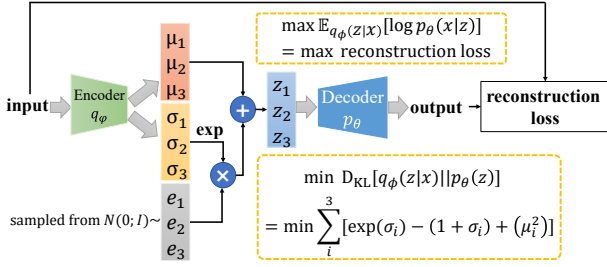 max 𝔼_{q_ϕ(z|x)}[log p_θ(x|z)]
= max reconstruction loss
input
Encoder
q_φ
μ₁
μ₂
μ₃
σ₁
σ₂
σ₃
exp
e₁
e₂
e₃
sampled from N(0; I)~
+
×
z₁
z₂
z₃
Decoder
p_θ
output
reconstruction
loss
min D_KL[q_ϕ(z|x)||p_θ(z)]
= min ∑_i^3 [exp(σ_i) − (1 + σ_i) + (μ_i^2)]